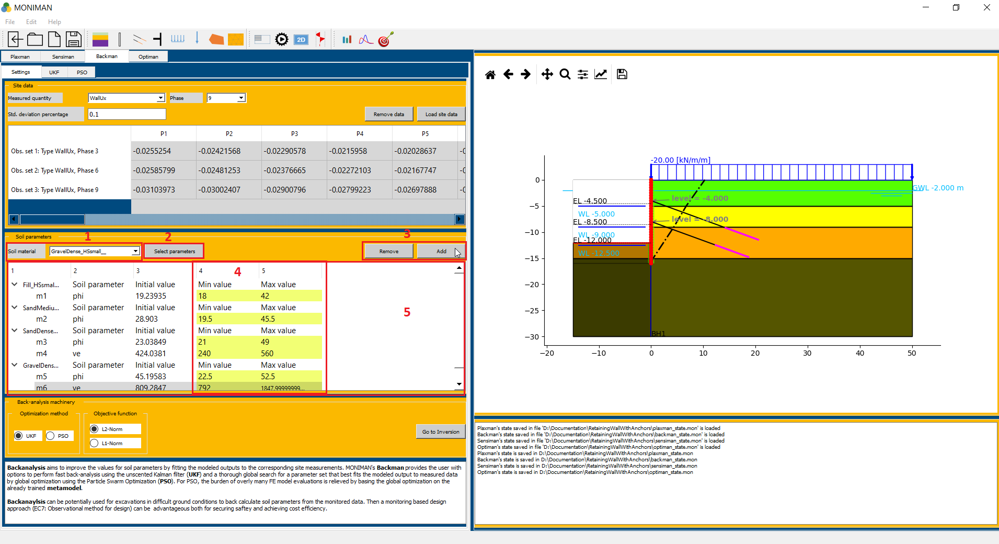 MONIMAN
File Edit Help
2D
Plaxman Sensiman Backman Optiman
Settings UKF PSO
Site data
Measured quantity WallUx Phase 9
Std. deviation percentage 0.1 Remove data Load site data
P1 P2 P3 P4 P5
Obs. set 1: Type WallUx, Phase 3 -0.0255254 -0.02421568 -0.02290578 -0.0215958 -0.02028637 -0
Obs. set 2: Type WallUx, Phase 6 -0.02585799 -0.02481253 -0.02376665 -0.02272103 -0.02167747 -0
Obs. set 3: Type WallUx, Phase 9 -0.03103973 -0.03002407 -0.02900796 -0.02799223 -0.02697888 -0
Soil parameters
1 2 3
Soil material GravelDense_HSsmall__ Select parameters Remove Add
1 2 3 4 4 5
Fill_HSsmal... Soil parameter Initial value Min value Max value
m1 phi 19.23935 18 42
SandMediu... Soil parameter Initial value Min value Max value
5
m2 phi 28.903 19.5 45.5
SandDense... Soil parameter Initial value Min value Max value
m3 phi 23.03849 21 49
m4 ve 424.0381 240 560
GravelDens... Soil parameter Initial value Min value Max value
m5 phi 45.19583 22.5 52.5
m6 ve 809.2847 792 1847.99999999...
Back-analysis machinery
Optimization method Objective function
UKF PSO L2-Norm
L1-Norm
Go to Inversion
Backanalysis aims to improve the values for soil parameters by fitting the modeled outputs to the corresponding site measurements. MONIMAN's Backman provides the user with
options to perform fast back-analysis using the unscented Kalman filter (UKF) and a thorough global search for a parameter set that best fits the modeled output to measured data
by global optimization using the Particle Swarm Optimization (PSO). For PSO, the burden of overly many FE model evaluations is relieved by basing the global optimization on the
already trained metamodel.
Backanaylsis can be potentially used for excavations in difficult ground conditions to back calculate soil parameters from the monitored data. Then a monitoring based design
approach (EC7: Observational method for design) can be advantageous both for securing saftey and achieving cost efficiency.
-20.00 [kN/m/m]
GWL -2.000 m
EL -4.500 level = -4.000
WL -5.000
EL -8.500 level = -8.000
WL -9.000
EL -12.000
WL -12.500
BH1
0
−5
−10
−15
−20
−25
−30
−20 −10 0 10 20 30 40 50
Plaxman's state saved in file 'D:\Documentation\RetainingWallWithAnchors\plaxman_state.mon' is loaded
Backman's state saved in file 'D:\Documentation\RetainingWallWithAnchors\backman_state.mon' is loaded
Sensiman's state saved in file 'D:\Documentation\RetainingWallWithAnchors\sensiman_state.mon' is loaded
Optiman's state saved in file 'D:\Documentation\RetainingWallWithAnchors\optiman_state.mon' is loaded
Plaxman's state is saved in D:\Documentation\RetainingWallWithAnchors\plaxman_state.mon
Backman's state is saved in D:\Documentation\RetainingWallWithAnchors\backman_state.mon
Sensiman's state is saved in D:\Documentation\RetainingWallWithAnchors\sensiman_state.mon
Optiman's state is saved in D:\Documentation\RetainingWallWithAnchors\optiman_state.mon